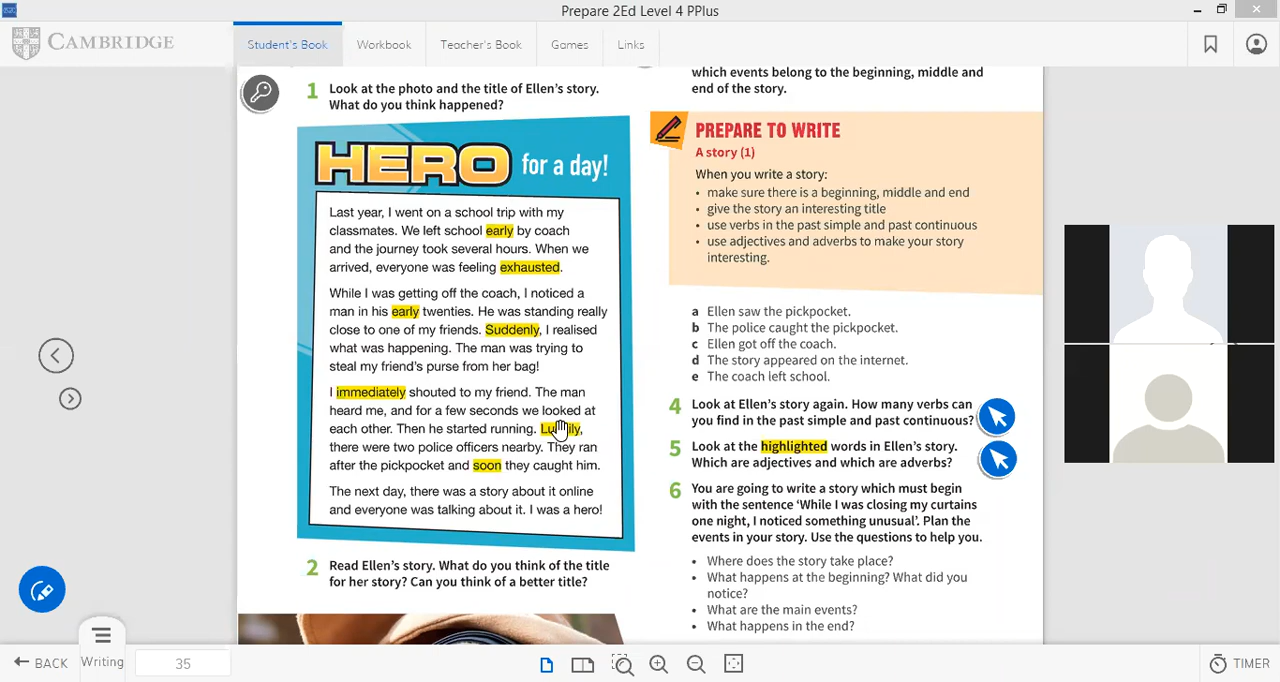 Prepare 2Ed Level 4 PPlus
CAMBRIDGE
Student's Book
Workbook
Teacher's Book
Games
Links
1 Look at the photo and the title of Ellen's story.
What do you think happened?
HERO for a day!
Last year, I went on a school trip with my
classmates. We left school early by coach
and the journey took several hours. When we
arrived, everyone was feeling exhausted.
While I was getting off the coach, I noticed a
man in his early twenties. He was standing really
close to one of my friends. Suddenly, I realised
what was happening. The man was trying to
steal my friend's purse from her bag!
I immediately shouted to my friend. The man
heard me, and for a few seconds we looked at
each other. Then he started running. Luckily,
there were two police officers nearby. They ran
after the pickpocket and soon they caught him.
The next day, there was a story about it online
and everyone was talking about it. I was a hero!
2 Read Ellen's story. What do you think of the title
for her story? Can you think of a better title?
which events belong to the beginning, middle and
end of the story.
PREPARE TO WRITE
A story (1)
When you write a story:
• make sure there is a beginning, middle and end
• give the story an interesting title
• use verbs in the past simple and past continuous
• use adjectives and adverbs to make your story
interesting.
a Ellen saw the pickpocket.
b The police caught the pickpocket.
c Ellen got off the coach.
d The story appeared on the internet.
e The coach left school.
4 Look at Ellen's story again. How many verbs can
you find in the past simple and past continuous?
5 Look at the highlighted words in Ellen's story.
Which are adjectives and which are adverbs?
6 You are going to write a story which must begin
with the sentence 'While I was closing my curtains
one night, I noticed something unusual'. Plan the
events in your story. Use the questions to help you.
• Where does the story take place?
• What happens at the beginning? What did you
notice?
• What are the main events?
• What happens in the end?
BACK
Writing
35
TIMER